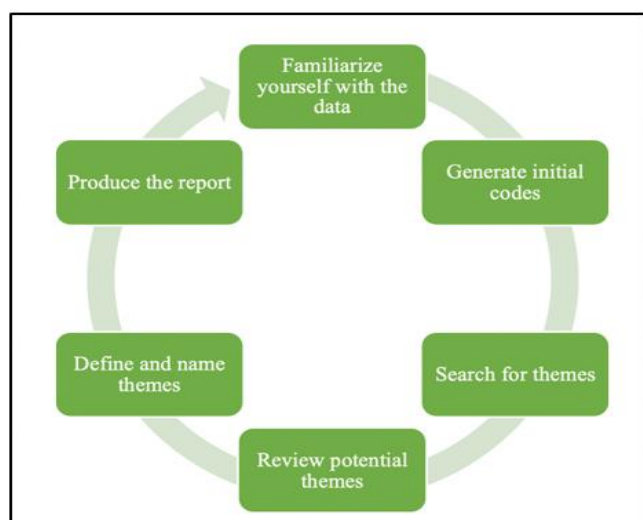 Familiarize
yourself with the
data
Generate initial
codes
Search for themes
Review potential
themes
Define and name
themes
Produce the report